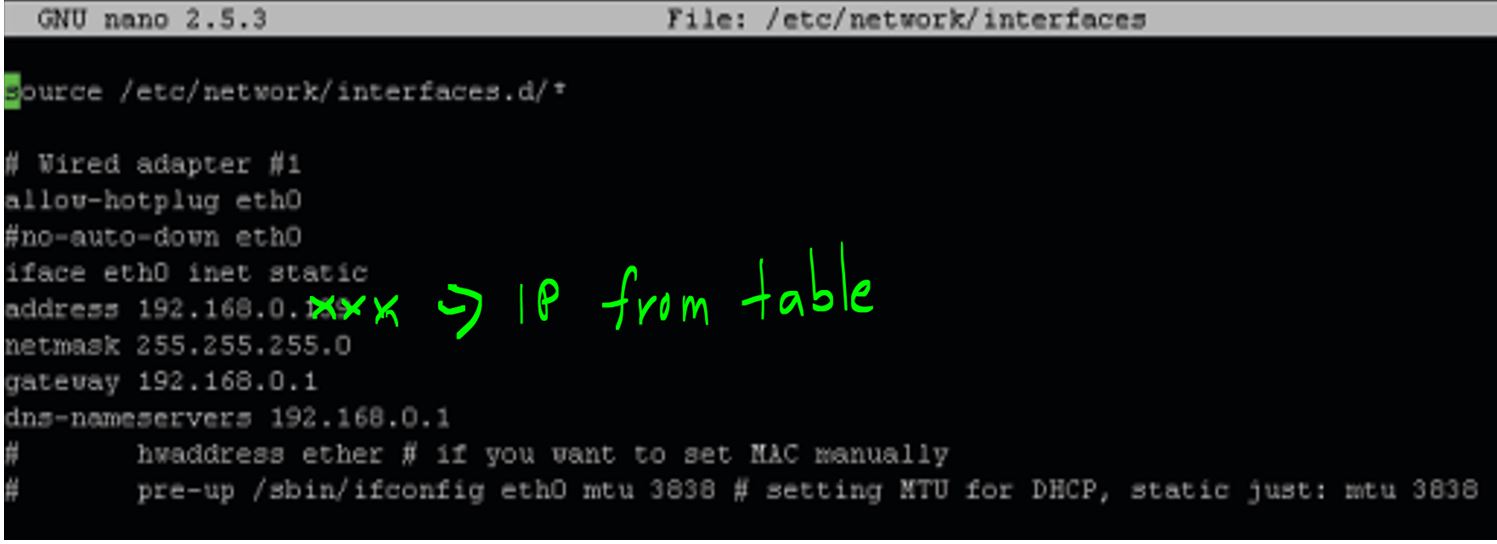 GNU nano 2.5.3 File: /etc/network/interfaces
source /etc/network/interfaces.d/*
# Wired adapter #1
allow-hotplug eth0
#no-auto-down eth0
iface eth0 inet static
address 192.168.0.xxx → IP from table
netmask 255.255.255.0
gateway 192.168.0.1
dns-nameservers 192.168.0.1
# hwaddress ether # if you want to set MAC manually
# pre-up /sbin/ifconfig eth0 mtu 3838 # setting MTU for DHCP, static just: mtu 3838